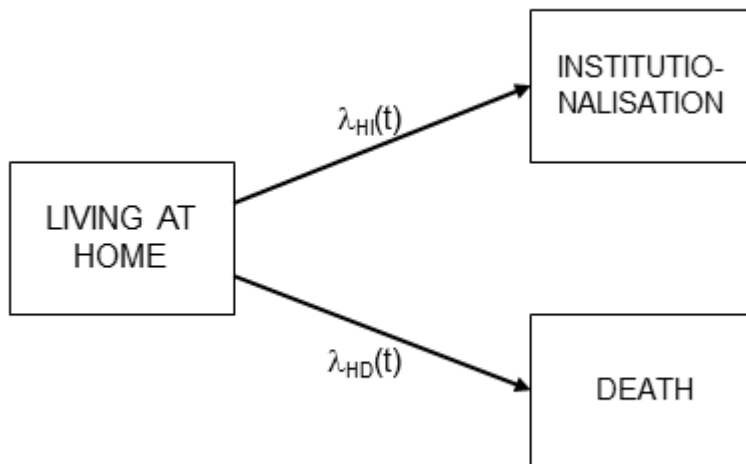 INSTITUTIO-
NALISATION
λHI(t)
LIVING AT
HOME
λHD(t)
DEATH